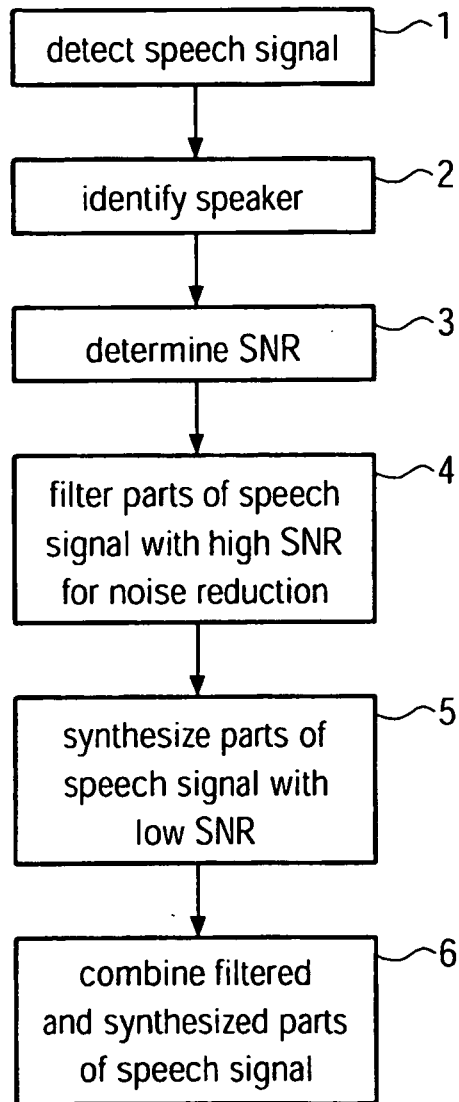 detect speech signal
1
identify speaker
2
determine SNR
3
filter parts of speech
signal with high SNR
for noise reduction
4
synthesize parts of
speech signal with
low SNR
5
combine filtered
and synthesized parts
of speech signal
6